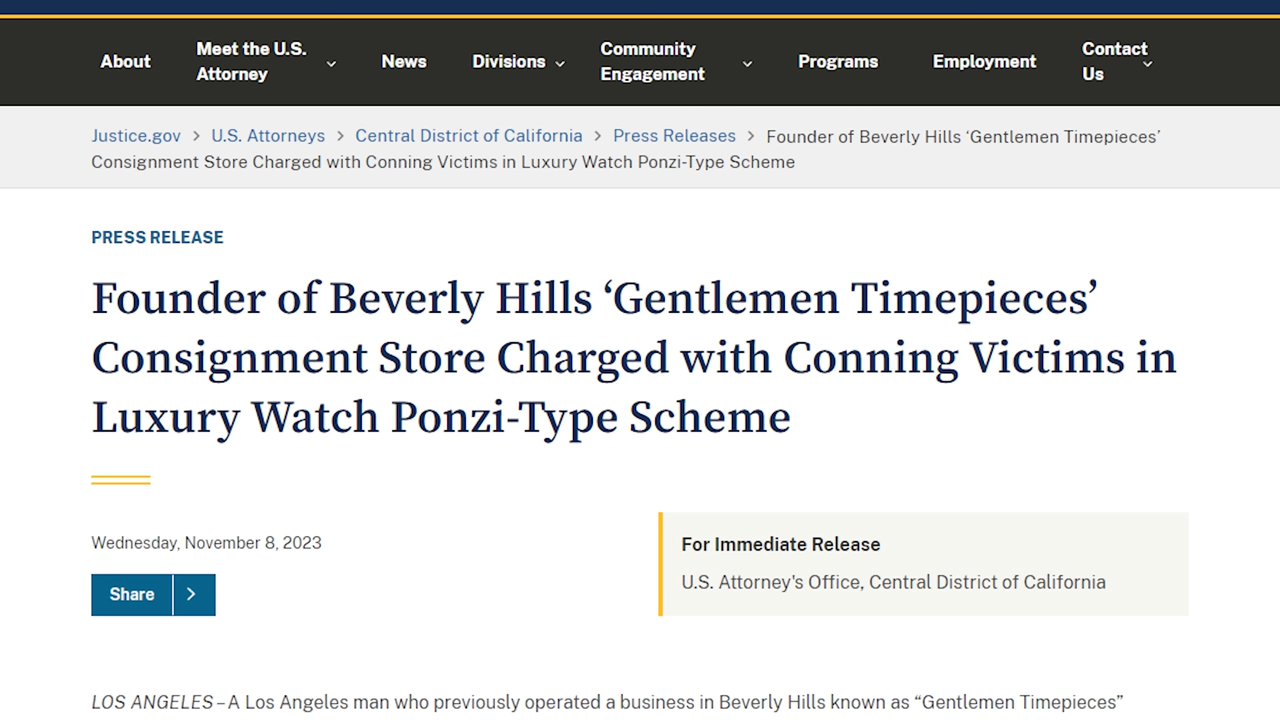 About
Meet the U.S.
Attorney
News
Divisions
Community
Engagement
Programs
Employment
Contact
Us
Justice.gov > U.S. Attorneys > Central District of California > Press Releases > Founder of Beverly Hills ‘Gentlemen Timepieces’
Consignment Store Charged with Conning Victims in Luxury Watch Ponzi-Type Scheme
PRESS RELEASE
Founder of Beverly Hills ‘Gentlemen Timepieces’
Consignment Store Charged with Conning Victims in
Luxury Watch Ponzi-Type Scheme
Wednesday, November 8, 2023
Share
For Immediate Release
U.S. Attorney's Office, Central District of California
LOS ANGELES – A Los Angeles man who previously operated a business in Beverly Hills known as “Gentlemen Timepieces”